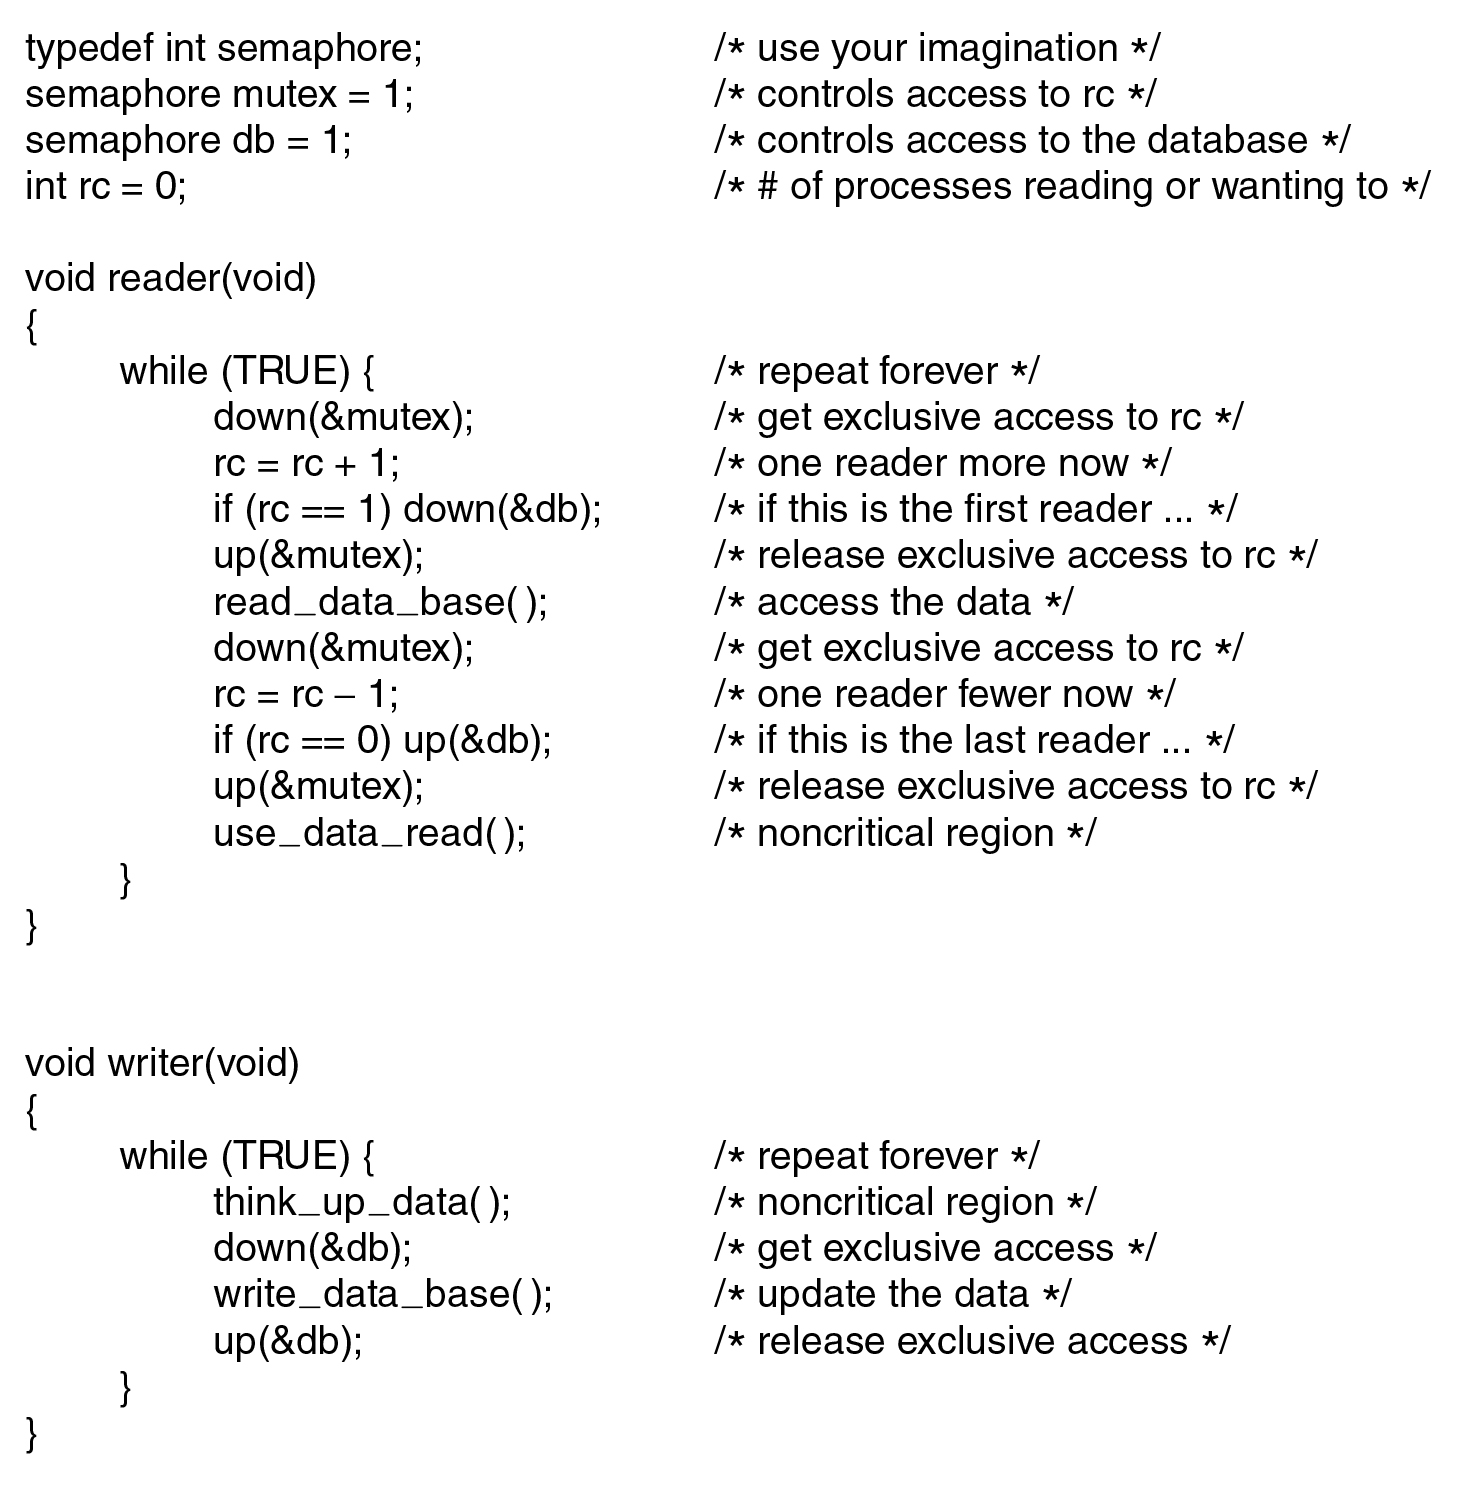 typedef int semaphore; /* use your imagination */
semaphore mutex = 1; /* controls access to rc */
semaphore db = 1; /* controls access to the database */
int rc = 0; /* # of processes reading or wanting to */
void reader(void)
{
while (TRUE) { /* repeat forever */
down(&mutex); /* get exclusive access to rc */
rc = rc + 1; /* one reader more now */
if (rc == 1) down(&db); /* if this is the first reader ... */
up(&mutex); /* release exclusive access to rc */
read_data_base( ); /* access the data */
down(&mutex); /* get exclusive access to rc */
rc = rc − 1; /* one reader fewer now */
if (rc == 0) up(&db); /* if this is the last reader ... */
up(&mutex); /* release exclusive access to rc */
use_data_read( ); /* noncritical region */
}
}
void writer(void)
{
while (TRUE) { /* repeat forever */
think_up_data( ); /* noncritical region */
down(&db); /* get exclusive access */
write_data_base( ); /* update the data */
up(&db); /* release exclusive access */
}
}